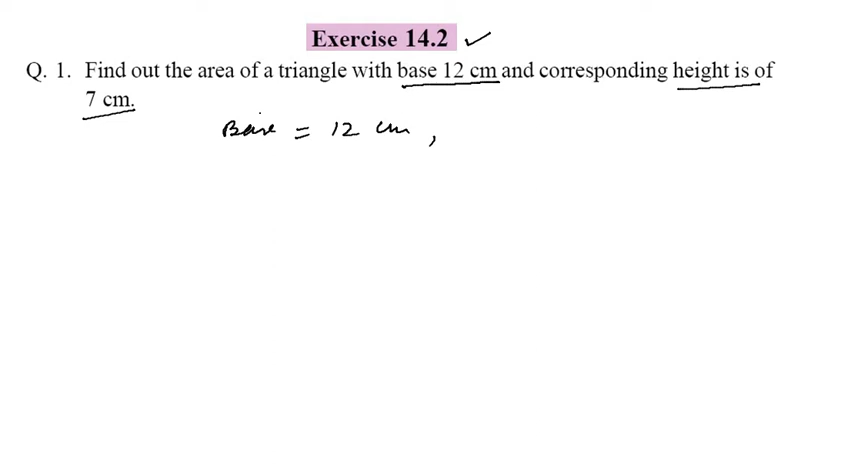 Exercise 14.2
Q. 1. Find out the area of a triangle with base 12 cm and corresponding height is of
7 cm.
Base = 12 cm ,